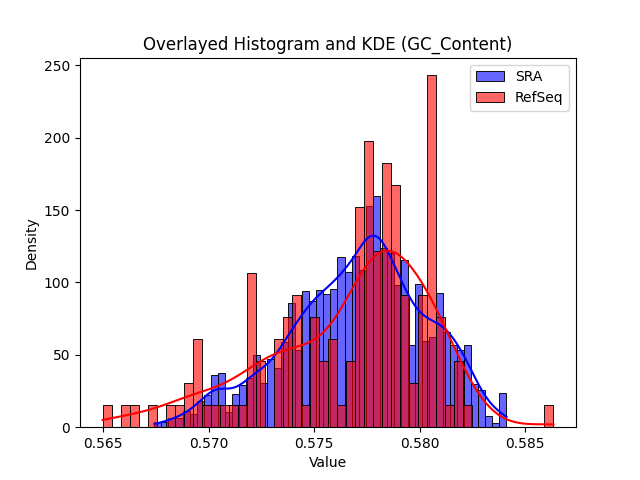 Overlayed Histogram and KDE (GC_Content)
SRA
RefSeq
250
200
150
100
50
0
Density
0.565 0.570 0.575 0.580 0.585
Value